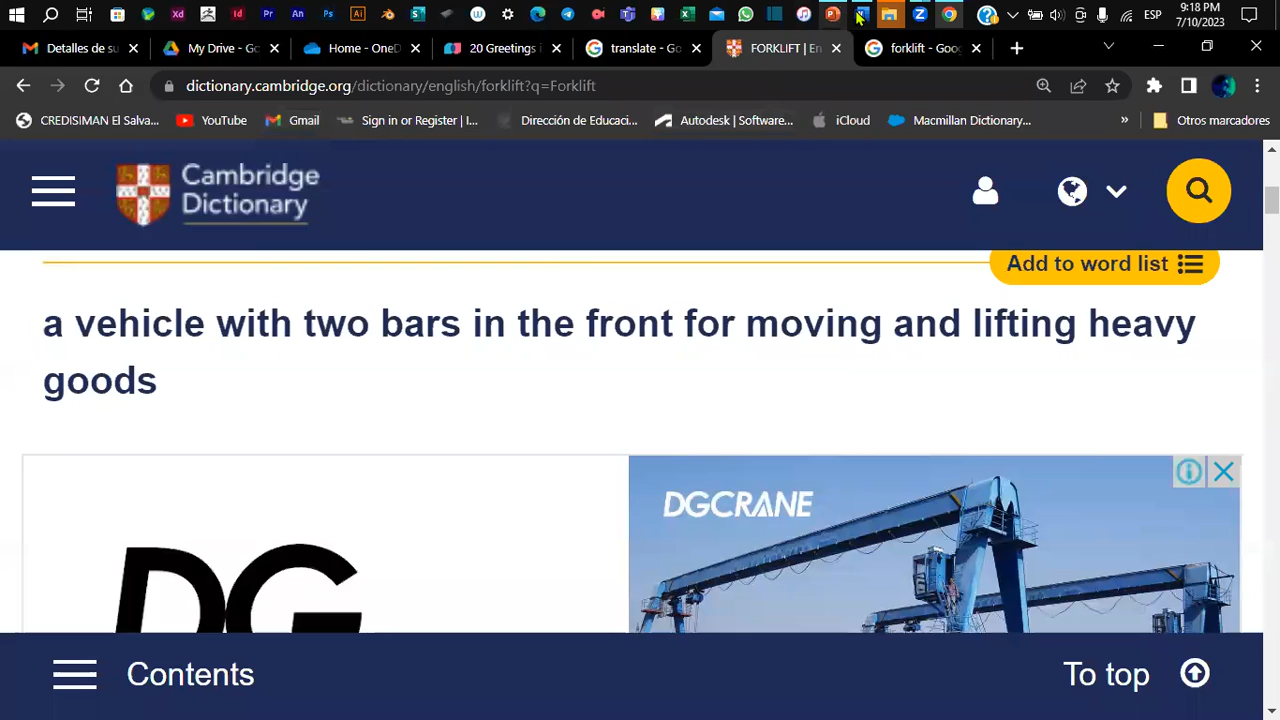 9:18 PM
ESP
7/10/2023
Detalles de su
My Drive - Go
Home - OneD
20 Greetings i
translate - Go
FORKLIFT | En
forklift - Goog
dictionary.cambridge.org/dictionary/english/forklift?q=Forklift
CREDISIMAN El Salva...
YouTube
Gmail
Sign in or Register | I...
Dirección de Educaci...
Autodesk | Software...
iCloud
Macmillan Dictionary...
»
Otros marcadores
Cambridge
Dictionary
Add to word list
a vehicle with two bars in the front for moving and lifting heavy
goods
DGCRANE
DG
Contents
To top